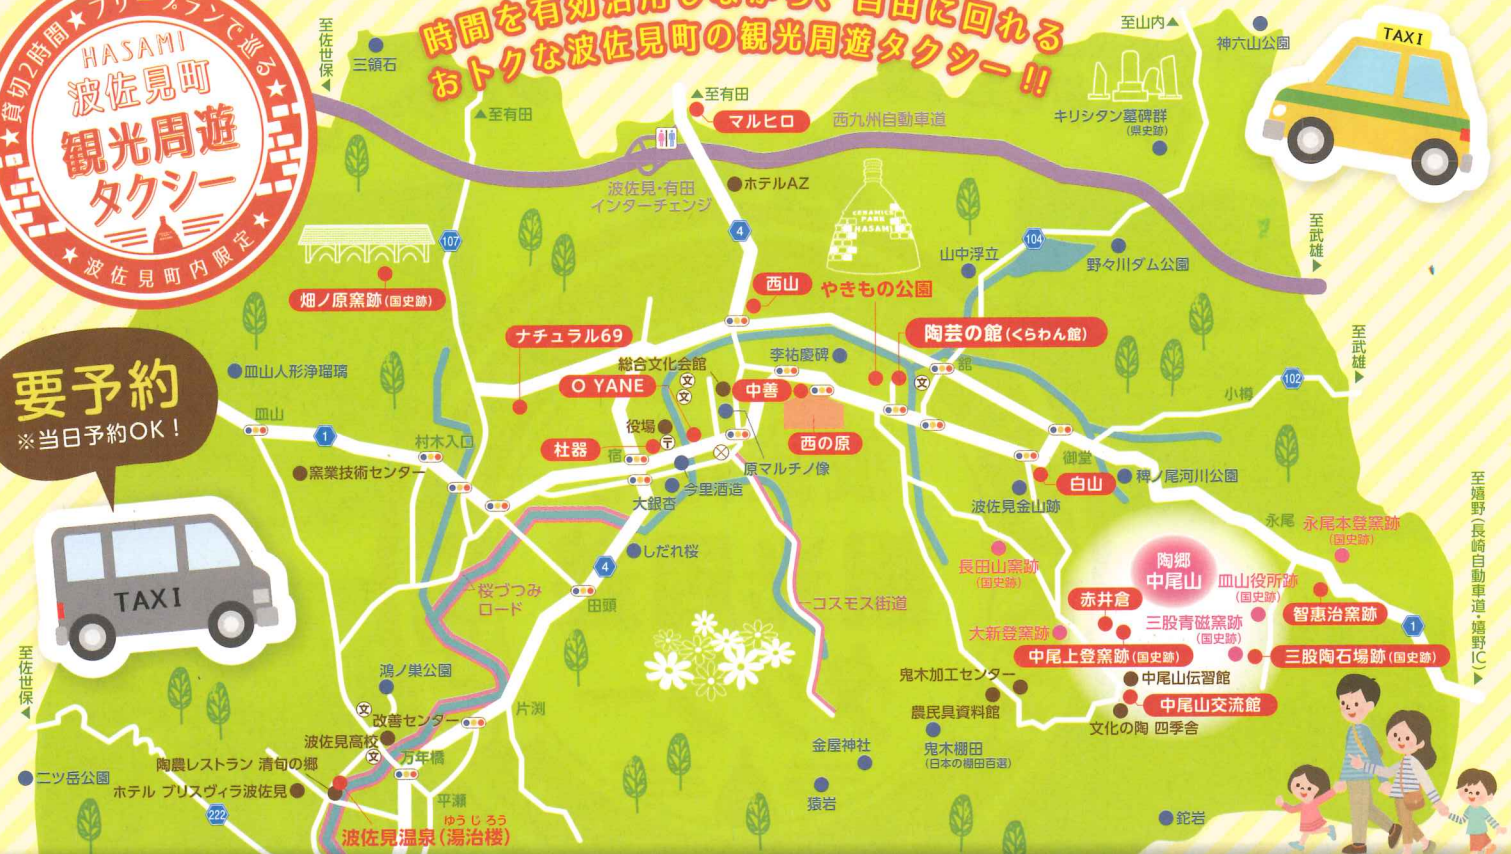 貸切2時間★フリープランで巡る★
HASAMI
波佐見町
観光周遊
タクシー
★波佐見町内限定★
おトクな波佐見町の観光周遊タクシー!!
至佐世保
三領石
▲至有田
▲至有田
マルヒロ
西九州自動車道
至山内▲
神六山公園
キリシタン墓碑群
(県史跡)
TAXI
波佐見・有田
インターチェンジ
ホテルAZ
107
4
CERAMICS
PARK
HASAMI
山中浮立
104
野々川ダム公園
至武雄
畑ノ原窯跡(国史跡)
西山
やきもの公園
陶芸の館(くらわん館)
ナチュラル69
総合文化会館
李祐慶碑
舘
至武雄
102
小樽
要予約
※当日予約OK!
皿山人形浄瑠璃
O YANE
文
文
中善
文
皿山
1
村木入口
役場
〒
杜器
宿
西の原
原マルチノ像
窯業技術センター
今里酒造
大銀杏
御堂
白山
稗ノ尾河川公園
波佐見金山跡
至嬉野(長崎自動車道・嬉野IC)
永尾
永尾本登窯跡
(国史跡)
TAXI
しだれ桜
4
田頭
桜づつみ
ロード
コスモス街道
長田山窯跡
(国史跡)
陶郷
中尾山
皿山役所跡
(国史跡)
赤井倉
智惠治窯跡
三股青磁窯跡
(国史跡)
1
大新登窯跡
中尾上登窯跡(国史跡)
三股陶石場跡(国史跡)
至佐世保
鴻ノ巣公園
鬼木加工センター
中尾山伝習館
中尾山交流館
農民具資料館
文化の陶 四季舎
片渕
文
改善センター
波佐見高校
文
万年橋
鬼木棚田
(日本の棚田百選)
金屋神社
猿岩
陶農レストラン 清旬の郷
二ツ岳公園
ホテル ブリスヴィラ波佐見
平瀬
222
ゆうじろう
波佐見温泉(湯治楼)
鉈岩